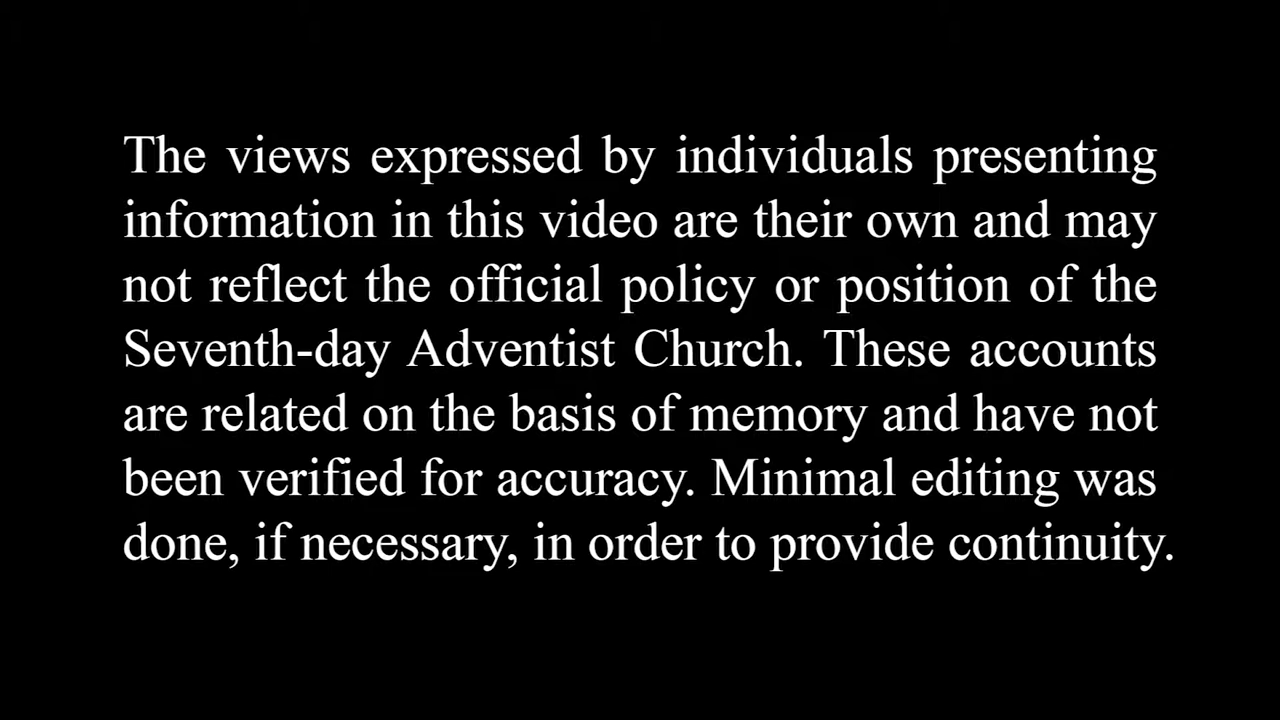 The views expressed by individuals presenting
information in this video are their own and may
not reflect the official policy or position of the
Seventh-day Adventist Church. These accounts
are related on the basis of memory and have not
been verified for accuracy. Minimal editing was
done, if necessary, in order to provide continuity.